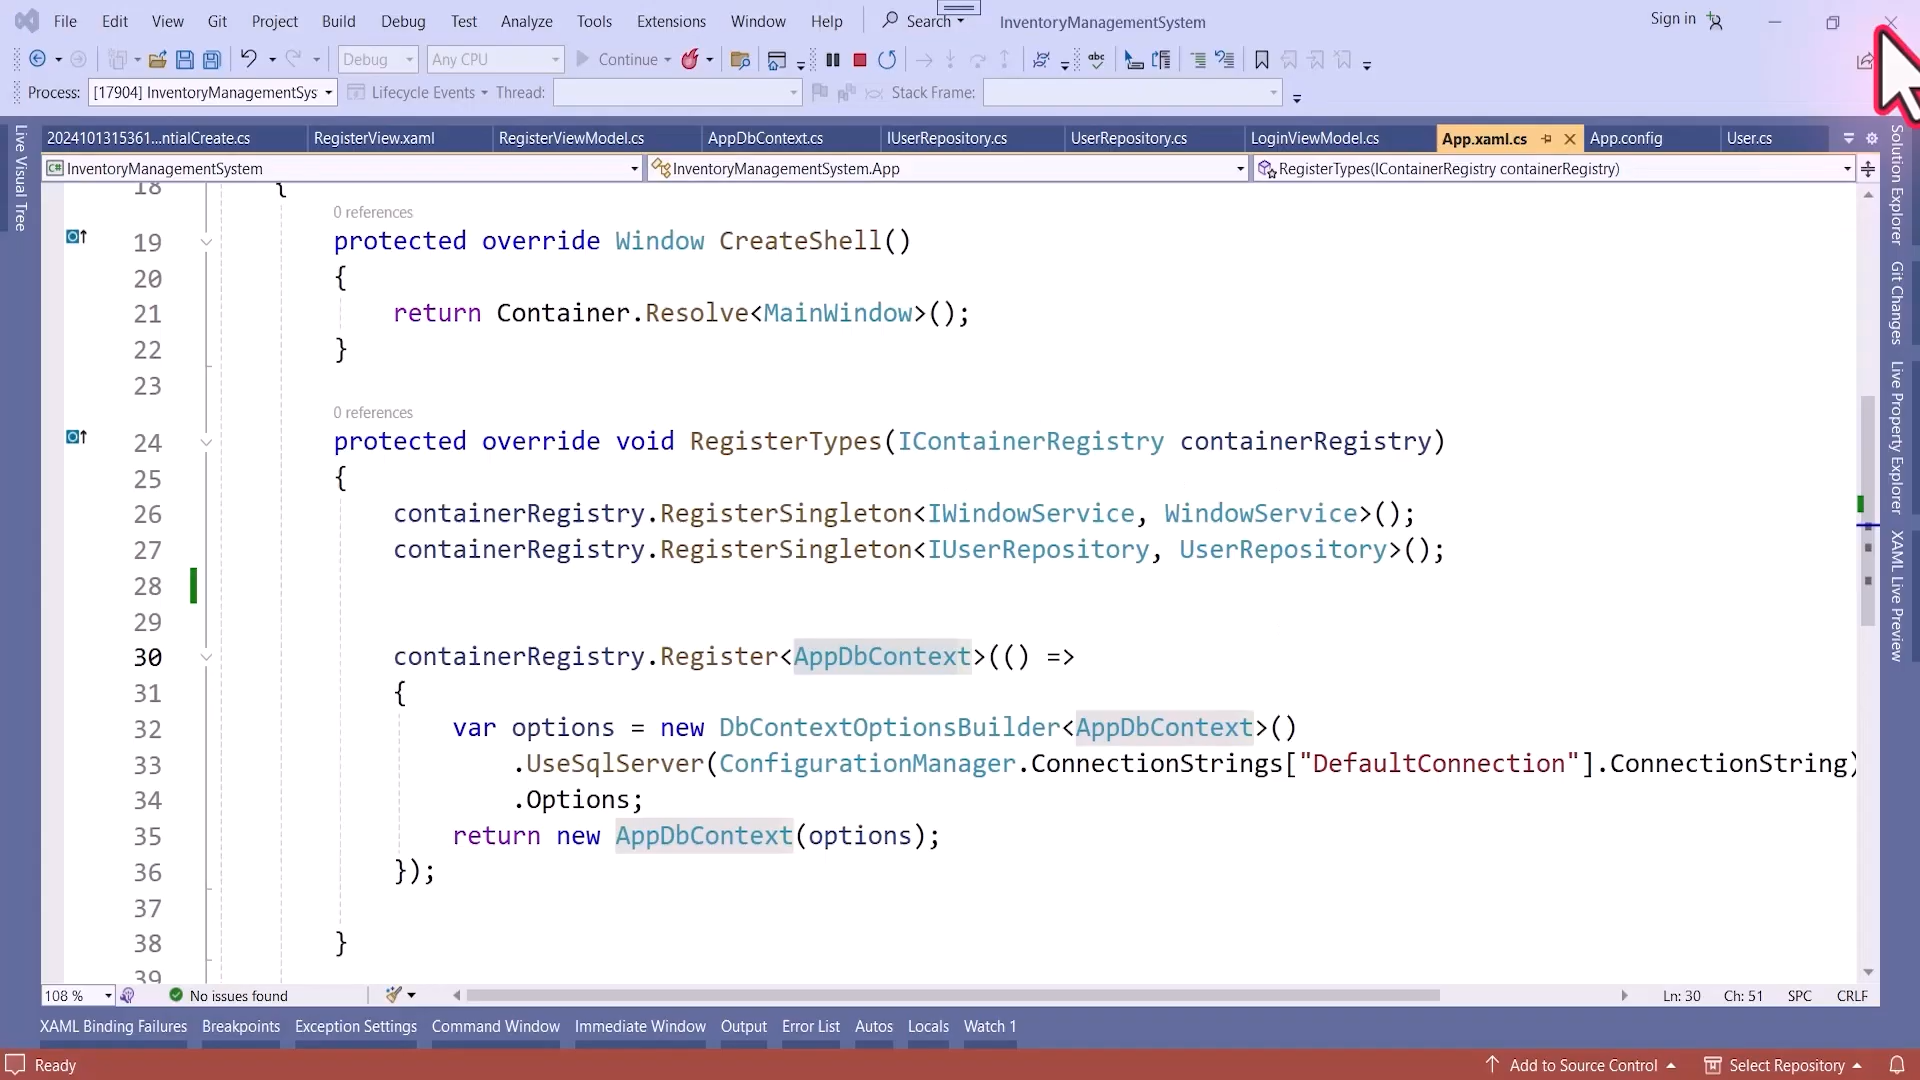 File Edit View Git Project Build Debug Test Analyze Tools Extensions Window Help Search InventoryManagementSystem Sign in
Debug Any CPU Continue
Process: [17904] InventoryManagementSys Lifecycle Events Thread: Stack Frame:
2024101315361...ntialCreate.cs RegisterView.xaml RegisterViewModel.cs AppDbContext.cs IUserRepository.cs UserRepository.cs LoginViewModel.cs App.xaml.cs App.config User.cs
InventoryManagementSystem InventoryManagementSystem.App RegisterTypes(IContainerRegistry containerRegistry)
Live Visual Tree
Solution Explorer
Git Changes
Live Property Explorer
XAML Live Preview
18 {
0 references
19 protected override Window CreateShell()
20 {
21 return Container.Resolve<MainWindow>();
22 }
23
0 references
24 protected override void RegisterTypes(IContainerRegistry containerRegistry)
25 {
26 containerRegistry.RegisterSingleton<IWindowService, WindowService>();
27 containerRegistry.RegisterSingleton<IUserRepository, UserRepository>();
28
29
30 containerRegistry.Register<AppDbContext>(() =>
31 {
32 var options = new DbContextOptionsBuilder<AppDbContext>()
33 .UseSqlServer(ConfigurationManager.ConnectionStrings["DefaultConnection"].ConnectionString)
34 .Options;
35 return new AppDbContext(options);
36 });
37
38 }
39
108 % No issues found Ln: 30 Ch: 51 SPC CRLF
XAML Binding Failures Breakpoints Exception Settings Command Window Immediate Window Output Error List Autos Locals Watch 1
Ready Add to Source Control Select Repository